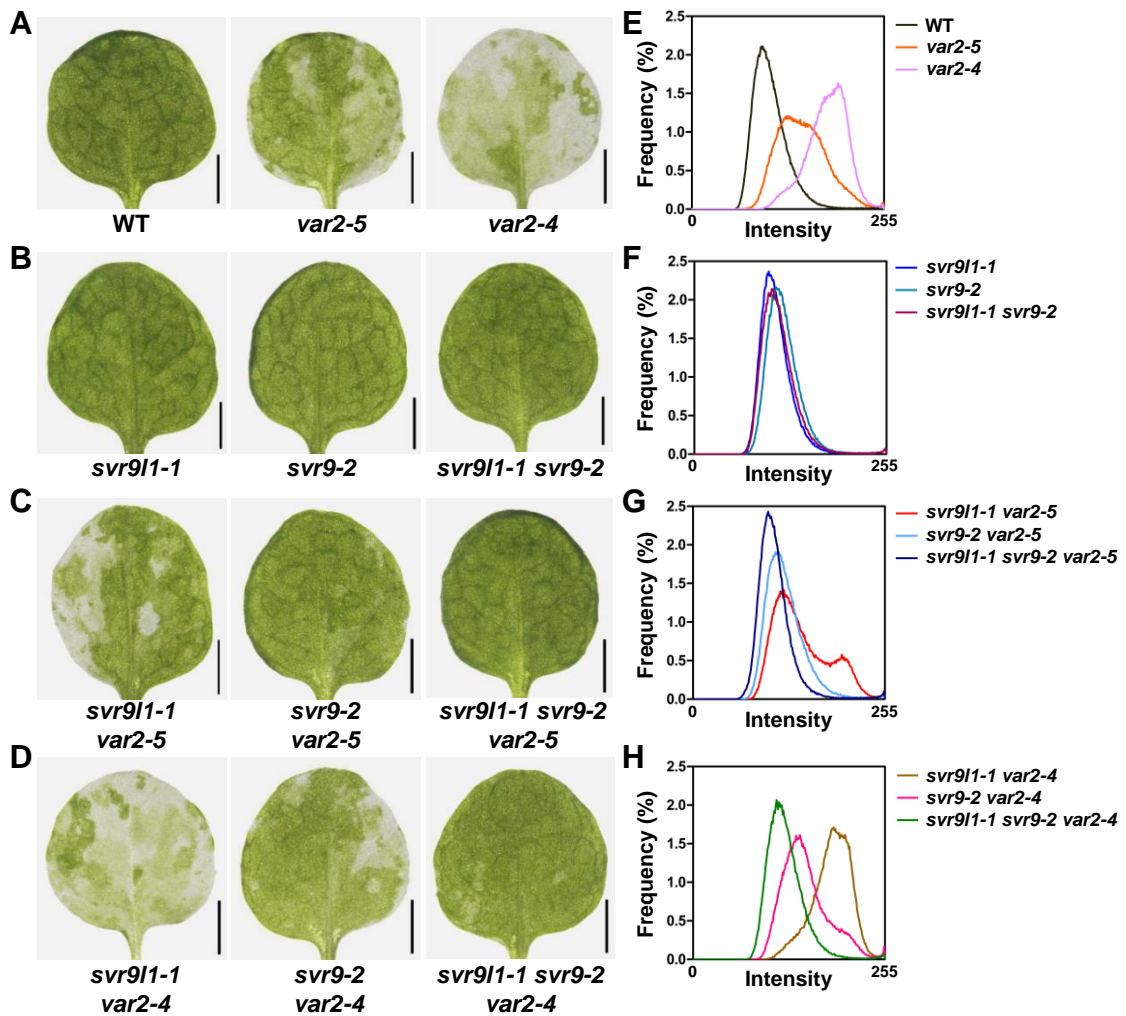 A
WT
var2-5
var2-4
E
Frequency (%)
2.5
2.0
1.5
1.0
0.5
0.0
0
255
Intensity
WT
var2-5
var2-4
B
svr9l1-1
svr9-2
svr9l1-1 svr9-2
F
Frequency (%)
2.5
2.0
1.5
1.0
0.5
0.0
0
255
Intensity
svr9l1-1
svr9-2
svr9l1-1 svr9-2
C
svr9l1-1
var2-5
svr9-2
var2-5
svr9l1-1 svr9-2
var2-5
G
Frequency (%)
2.5
2.0
1.5
1.0
0.5
0.0
0
255
Intensity
svr9l1-1 var2-5
svr9-2 var2-5
svr9l1-1 svr9-2 var2-5
D
svr9l1-1
var2-4
svr9-2
var2-4
svr9l1-1 svr9-2
var2-4
H
Frequency (%)
2.5
2.0
1.5
1.0
0.5
0.0
0
255
Intensity
svr9l1-1 var2-4
svr9-2 var2-4
svr9l1-1 svr9-2 var2-4